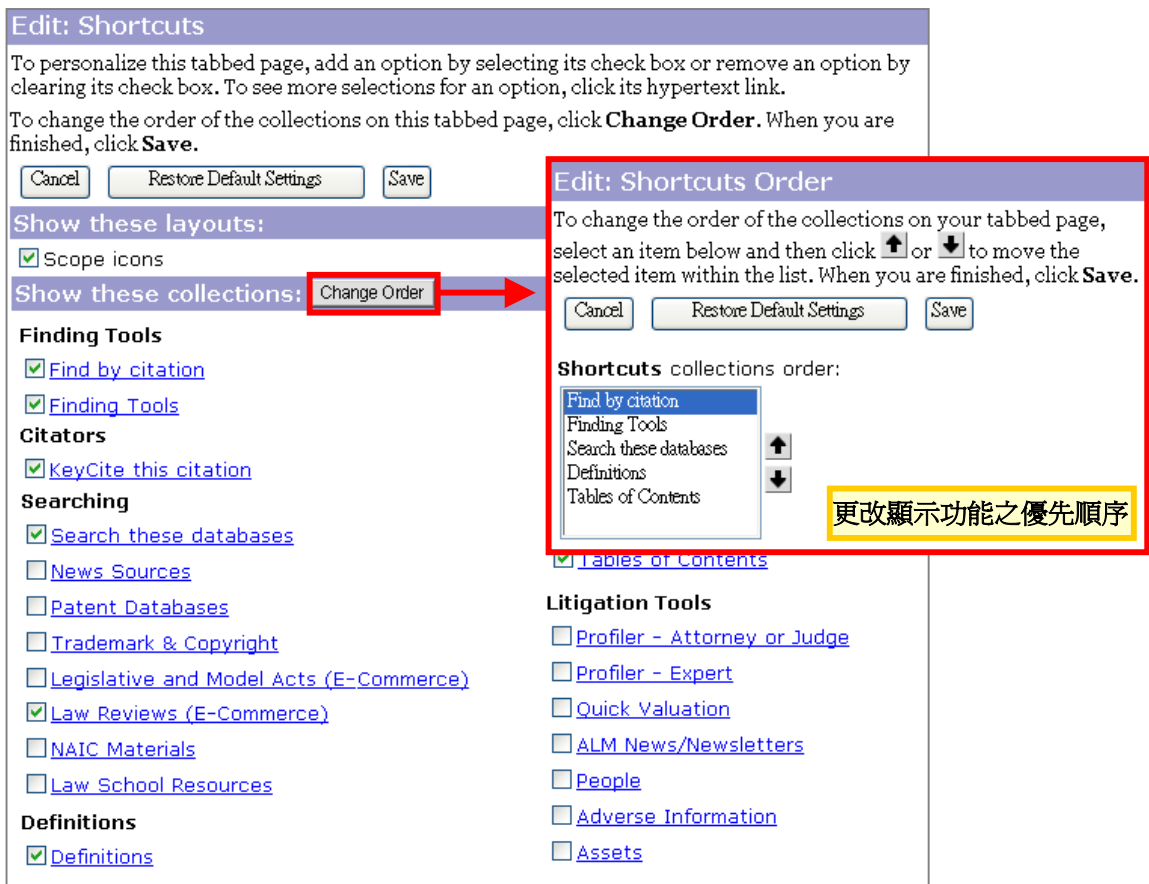 Edit: Shortcuts
To personalize this tabbed page, add an option by selecting its check box or remove an option by
clearing its check box. To see more selections for an option, click its hypertext link.
To change the order of the collections on this tabbed page, click Change Order. When you are
finished, click Save.
Cancel Restore Default Settings Save
Show these layouts:
Scope icons
Show these collections: Change Order
Finding Tools
Find by citation
Finding Tools
Citators
KeyCite this citation
Searching
Search these databases
News Sources
Patent Databases
Trademark & Copyright
Legislative and Model Acts (E-Commerce)
Law Reviews (E-Commerce)
NAIC Materials
Law School Resources
Definitions
Definitions
Edit: Shortcuts Order
To change the order of the collections on your tabbed page,
select an item below and then click or to move the
selected item within the list. When you are finished, click Save.
Cancel Restore Default Settings Save
Shortcuts collections order:
Find by citation
Finding Tools
Search these databases
Definitions
Tables of Contents
更改顯示功能之優先順序
Tables of Contents
Litigation Tools
Profiler - Attorney or Judge
Profiler - Expert
Quick Valuation
ALM News/Newsletters
People
Adverse Information
Assets